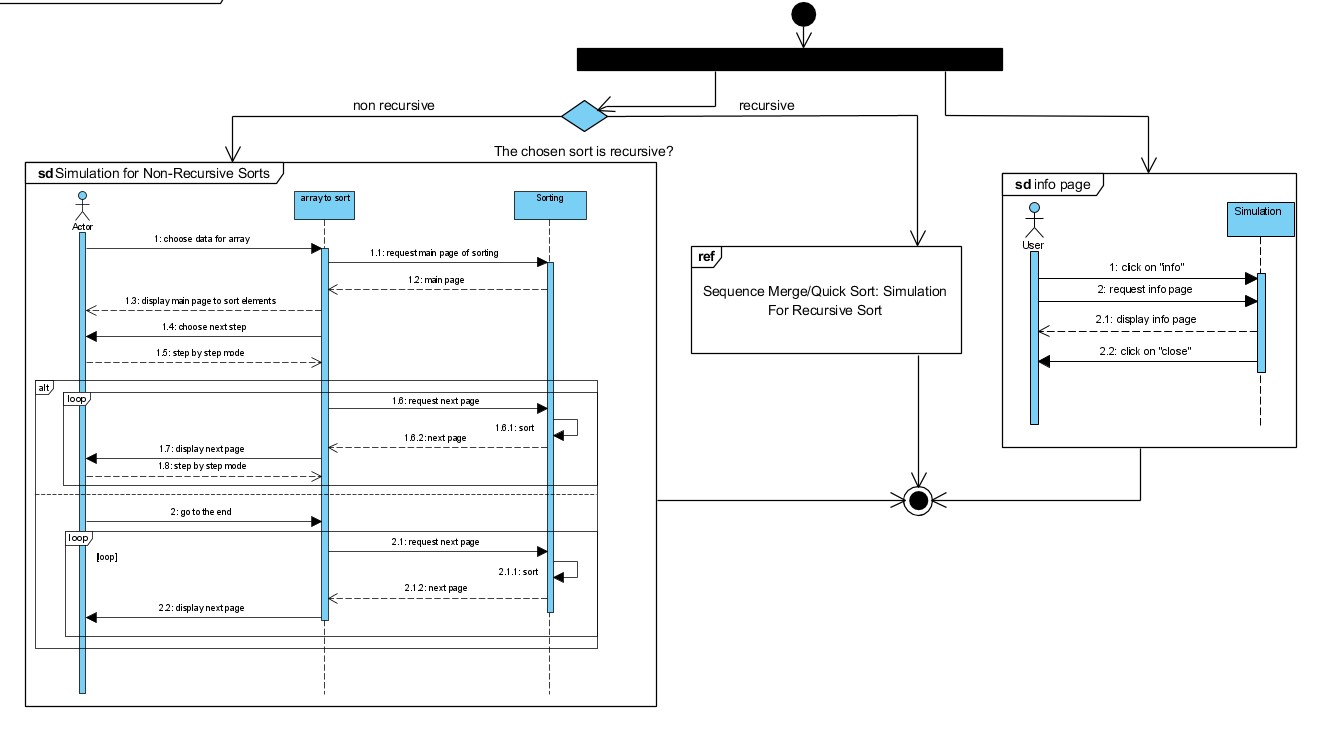 non recursive
recursive
The chosen sort is recursive?
sd Simulation for Non-Recursive Sorts
Actor
array to sort
Sorting
1: choose data for array
1.1: request main page of sorting
1.2: main page
1.3: display main page to sort elements
1.4: choose next step
1.5: step by step mode
alt
loop
1.6: request next page
1.6.1: sort
1.6.2: next page
1.7: display next page
1.8: step by step mode
2: go to the end
loop
[loop]
2.1: request next page
2.1.1: sort
2.1.2: next page
2.2: display next page
ref
Sequence Merge/Quick Sort: Simulation
For Recursive Sort
sd info page
User
Simulation
1: click on "info"
2: request info page
2.1: display info page
2.2: click on "close"